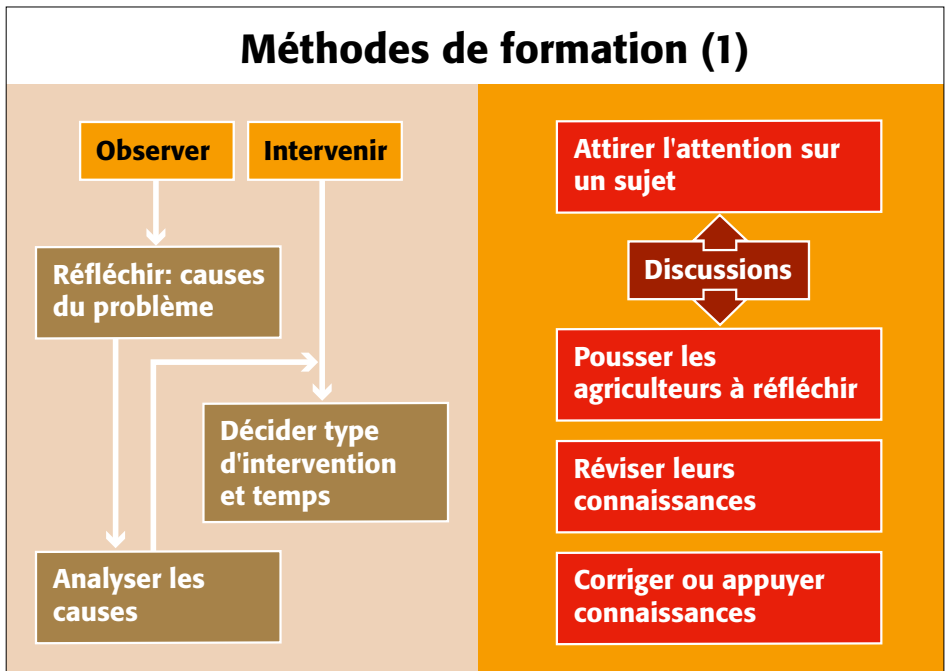 Méthodes de formation (1)
Observer
Intervenir
Réfléchir: causes
du problème
Décider type
d'intervention
et temps
Analyser les
causes
Attirer l'attention sur
un sujet
Discussions
Pousser les
agriculteurs à réfléchir
Réviser leurs
connaissances
Corriger ou appuyer
connaissances